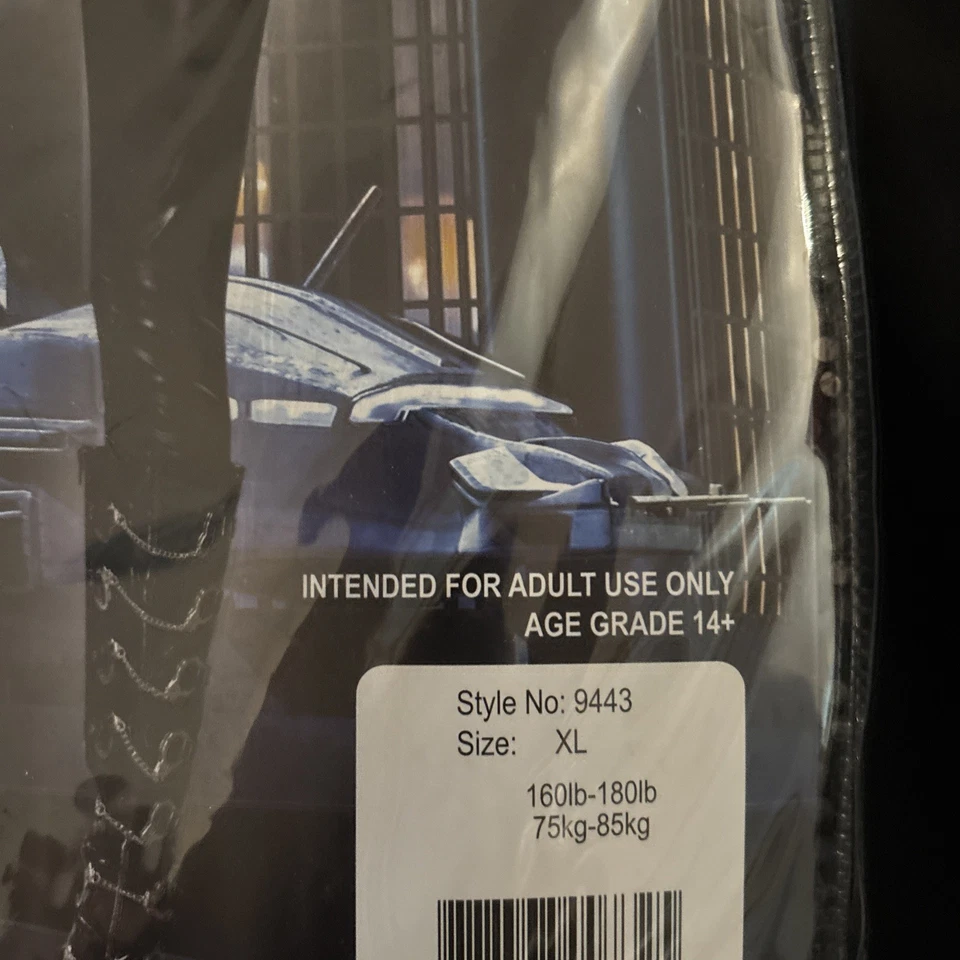 INTENDED FOR ADULT USE ONLY
AGE GRADE 14+
Style No: 9443
Size: XL
160lb-180lb
75kg-85kg